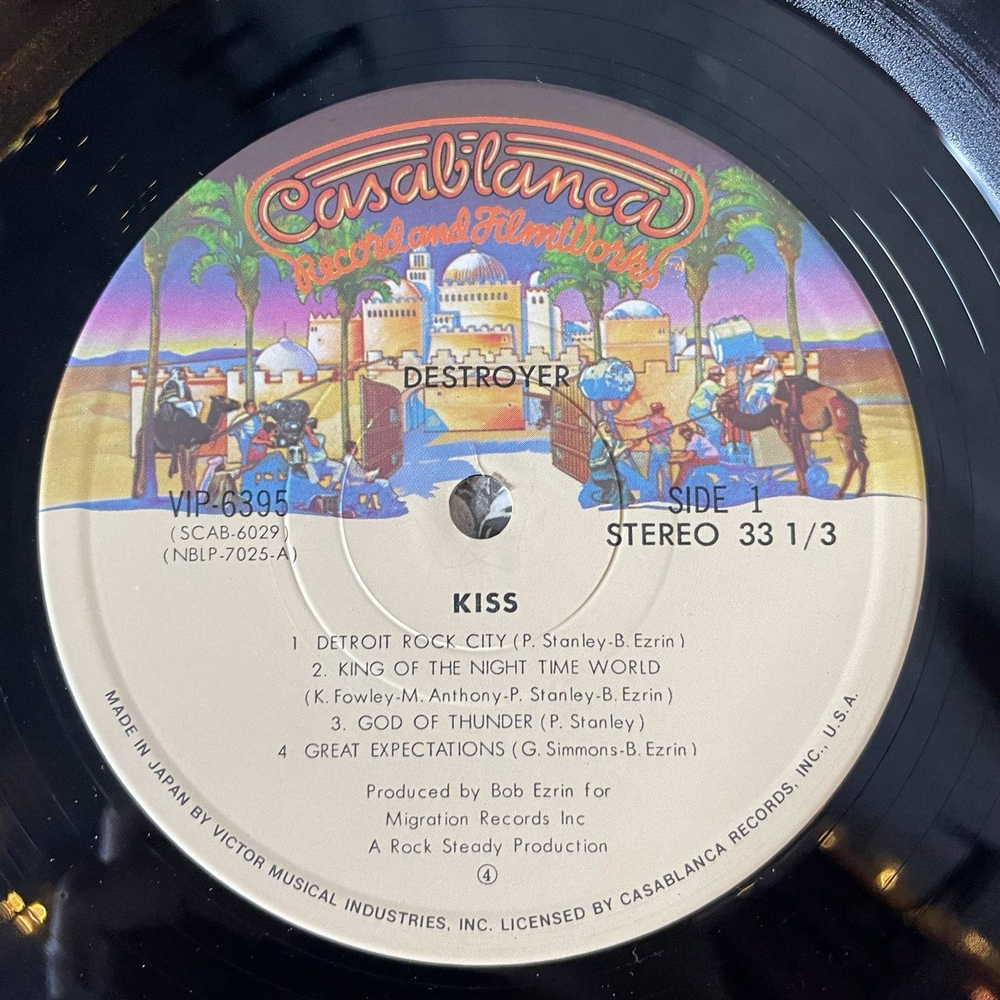 Casablanca
Record and FilmWorks
DESTROYER
VIP-6395
(SCAB-6029)
(NBLP-7025-A)
SIDE 1
STEREO 33 1/3
KISS
1 DETROIT ROCK CITY (P. Stanley-B. Ezrin)
2. KING OF THE NIGHT TIME WORLD
(K. Fowley-M. Anthony-P. Stanley-B. Ezrin)
3. GOD OF THUNDER (P. Stanley)
4 GREAT EXPECTATIONS (G. Simmons-B. Ezrin)
Produced by Bob Ezrin for
Migration Records Inc
A Rock Steady Production
④
MADE IN JAPAN BY VICTOR MUSICAL INDUSTRIES, INC. LICENSED BY CASABLANCA RECORDS, INC., U.S.A.